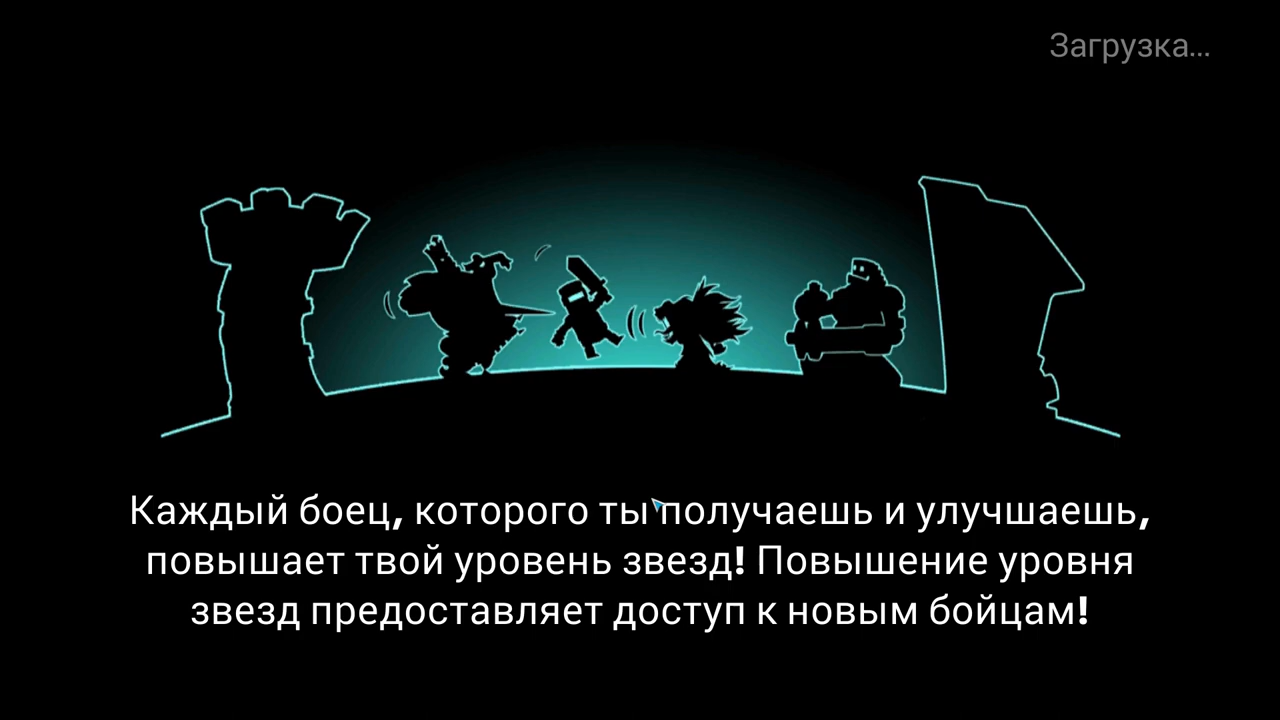 Загрузка...
Каждый боец, которого ты получаешь и улучшаешь,
повышает твой уровень звезд! Повышение уровня
звезд предоставляет доступ к новым бойцам!